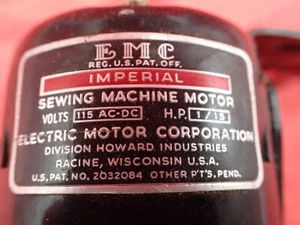 EMC
REG. U.S. PAT. OFF.
IMPERIAL
SEWING MACHINE MOTOR
VOLTS 115 AC-DC H.P. 1/15
ELECTRIC MOTOR CORPORATION
DIVISION HOWARD INDUSTRIES
RACINE, WISCONSIN U.S.A.
U.S. PAT. NO. 2032084 OTHER P'T'S. PEND.